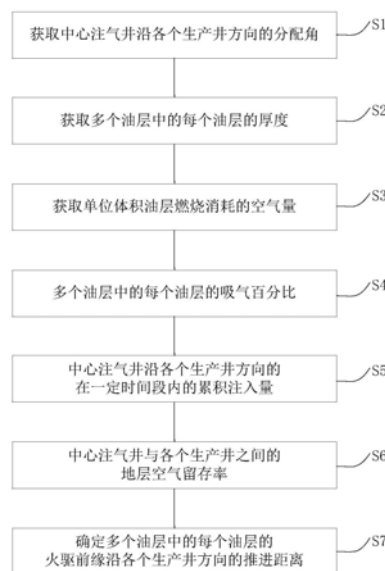 获取中心注气井沿各个生产井方向的分配角
S1
获取多个油层中的每个油层的厚度
S2
获取单位体积油层燃烧消耗的空气量
S3
多个油层中的每个油层的吸气百分比
S4
中心注气井沿各个生产井方向的
在一定时间段内的累积注入量
S5
中心注气井与各个生产井之间的
地层空气留存率
S6
确定多个油层中的每个油层的
火驱前缘沿各个生产井方向的推进距离
S7